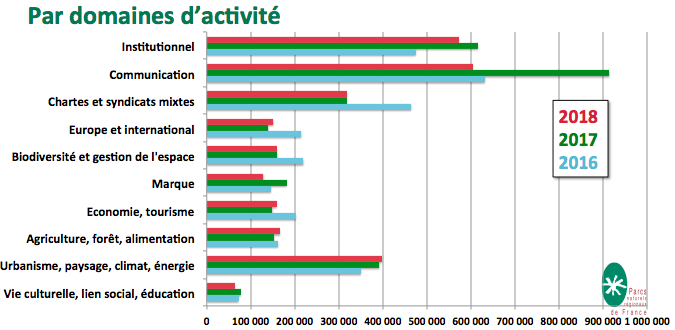 Par domaines d'activité
Institutionnel
Communication
Chartes et syndicats mixtes
Europe et international
Biodiversité et gestion de l'espace
Marque
Economie, tourisme
Agriculture, forêt, alimentation
Urbanisme, paysage, climat, énergie
Vie culturelle, lien social, éducation
2018
2017
2016
Parcs
naturels
régionaux
de France
0 100 000 200 000 300 000 400 000 500 000 600 000 700 000 800 000 900 000 1 000 000